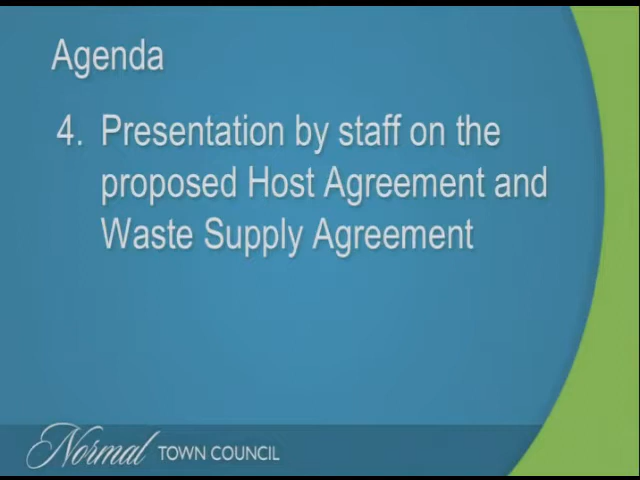 Agenda
4. Presentation by staff on the
proposed Host Agreement and
Waste Supply Agreement
Normal TOWN COUNCIL